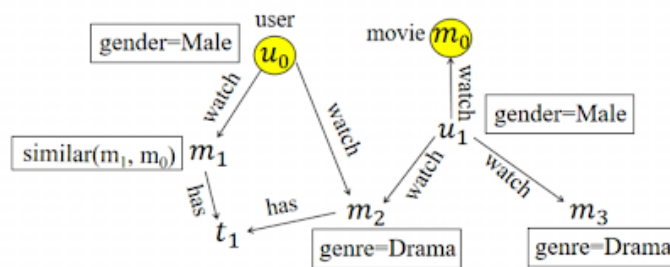 user
gender=Male
u0
movie m0
watch
watch
watch
gender=Male
u1
similar(m1, m0)
m1
watch
watch
has
has
t1
m2
m3
genre=Drama
genre=Drama